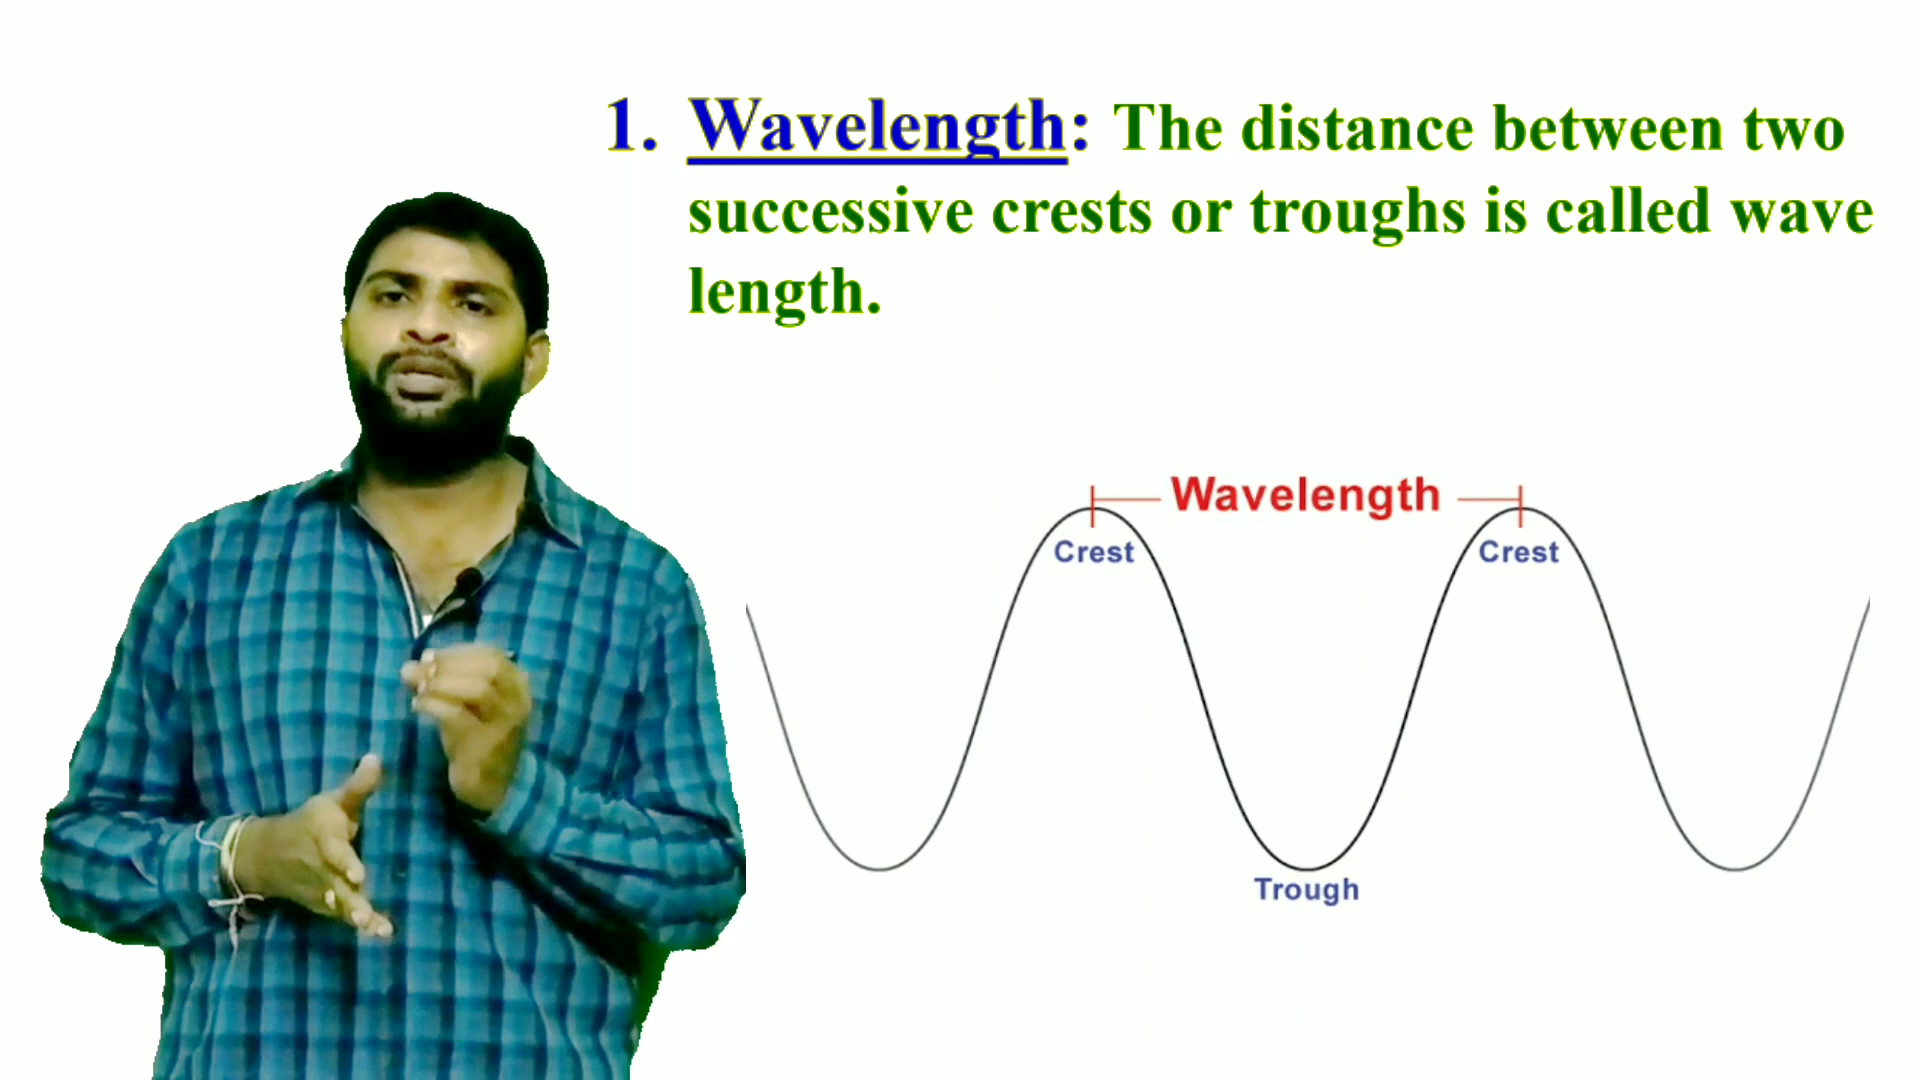 1. Wavelength: The distance between two
successive crests or troughs is called wave
length.
Wavelength
Crest Crest
Trough